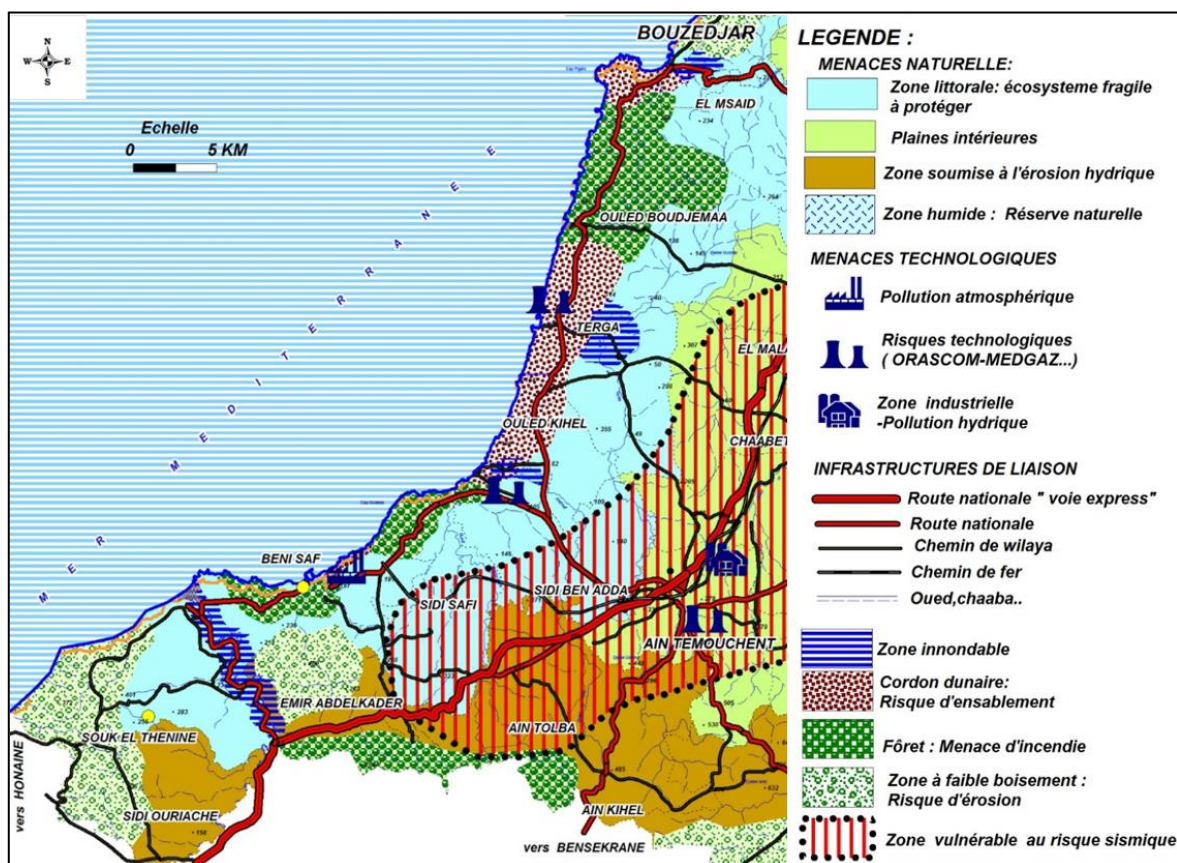 N
W E
S
Echelle
0 5 KM
MER MEDITERRANEE
BOUZEDJAR
EL MSAID
234
OULED BOUDJEMAA
TERGA
EL MALA
OULED KIHEL
CHAABET
BENI SAF
SIDI SAFI
SIDI BEN ADDA
AIN TEMOUCHENT
EMIR ABDELKADER
SOUK EL THENINE
AIN TOLBA
SIDI OURIACHE
AIN KIHEL
vers HONAINE
vers BENSEKRANE
LEGENDE :
MENACES NATURELLE:
Zone littorale: écosysteme fragile
à protéger
Plaines intérieures
Zone soumise à l'érosion hydrique
Zone humide : Réserve naturelle
MENACES TECHNOLOGIQUES
Pollution atmosphérique
Risques technologiques
( ORASCOM-MEDGAZ...)
Zone industrielle
-Pollution hydrique
INFRASTRUCTURES DE LIAISON
Route nationale " voie express"
Route nationale
Chemin de wilaya
Chemin de fer
Oued,chaaba..
Zone innondable
Cordon dunaire:
Risque d'ensablement
Fôret : Menace d'incendie
Zone à faible boisement :
Risque d'érosion
Zone vulnérable au risque sismique